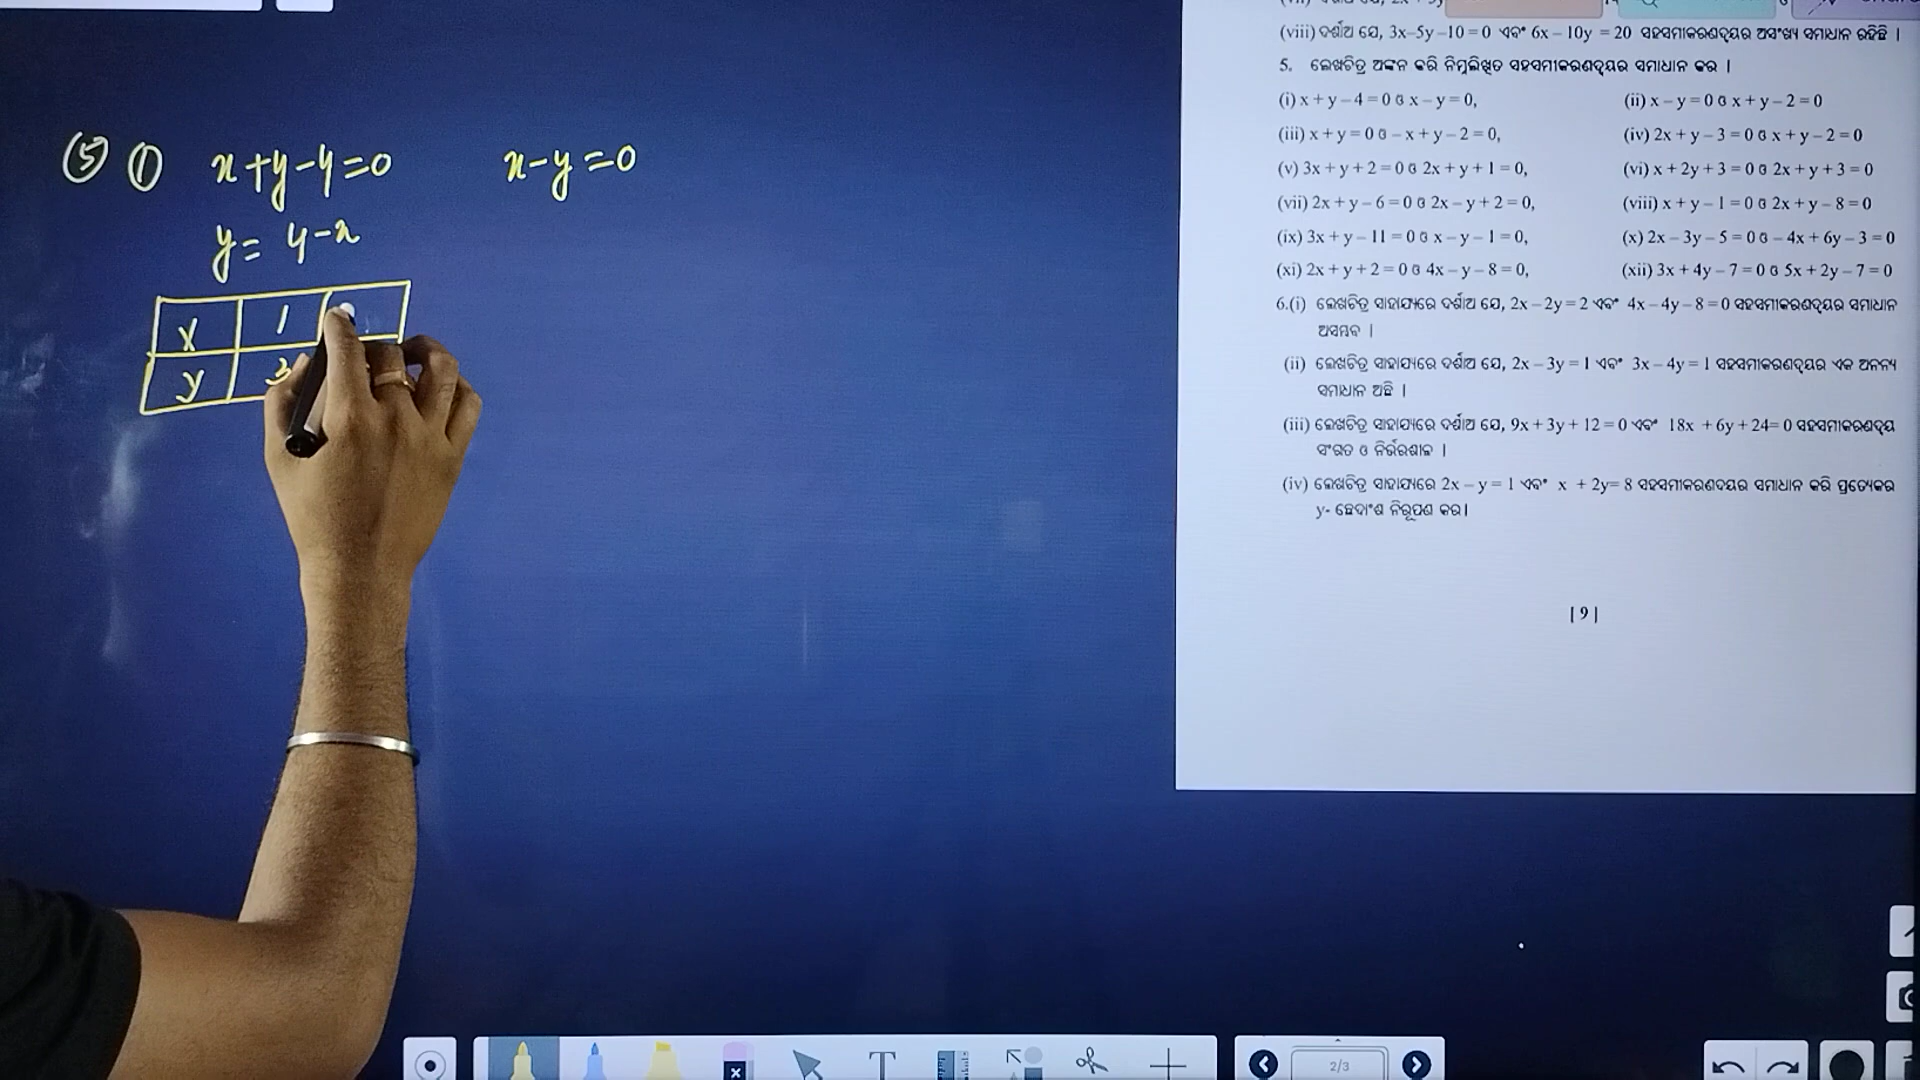 (viii) ଦର୍ଶାଅ ଯେ, 3x–5y –10 = 0 ଏବଂ 6x – 10y = 20 ସହସମୀକରଣଦ୍ୱୟର ଅସଂଖ୍ୟ ସମାଧାନ ରହିଛି ।
5. ଲେଖଚିତ୍ର ଅଙ୍କନ କରି ନିମ୍ନଲିଖିତ ସହସମୀକରଣଦ୍ୱୟର ସମାଧାନ କର ।
(i) x + y – 4 = 0 ଓ x – y = 0, (ii) x – y = 0 ଓ x + y – 2 = 0
(iii) x + y = 0 ଓ – x + y – 2 = 0, (iv) 2x + y – 3 = 0 ଓ x + y – 2 = 0
(v) 3x + y + 2 = 0 ଓ 2x + y + 1 = 0, (vi) x + 2y + 3 = 0 ଓ 2x + y + 3 = 0
(vii) 2x + y – 6 = 0 ଓ 2x – y + 2 = 0, (viii) x + y – 1 = 0 ଓ 2x + y – 8 = 0
(ix) 3x + y – 11 = 0 ଓ x – y – 1 = 0, (x) 2x – 3y – 5 = 0 ଓ – 4x + 6y – 3 = 0
(xi) 2x + y + 2 = 0 ଓ 4x – y – 8 = 0, (xii) 3x + 4y – 7 = 0 ଓ 5x + 2y – 7 = 0
6.(i) ଲେଖଚିତ୍ର ସାହାଯ୍ୟରେ ଦର୍ଶାଅ ଯେ, 2x – 2y = 2 ଏବଂ 4x – 4y – 8 = 0 ସହସମୀକରଣଦ୍ୱୟର ସମାଧାନ
ଅସମ୍ଭବ ।
(ii) ଲେଖଚିତ୍ର ସାହାଯ୍ୟରେ ଦର୍ଶାଅ ଯେ, 2x – 3y = 1 ଏବଂ 3x – 4y = 1 ସହସମୀକରଣଦ୍ୱୟର ଏକ ଅନନ୍ୟ
ସମାଧାନ ଅଛି ।
(iii) ଲେଖଚିତ୍ର ସାହାଯ୍ୟରେ ଦର୍ଶାଅ ଯେ, 9x + 3y + 12 = 0 ଏବଂ 18x + 6y + 24= 0 ସହସମୀକରଣଦ୍ୱୟ
ସଂଗତ ଓ ନିର୍ଭରଶୀଳ ।
(iv) ଲେଖଚିତ୍ର ସାହାଯ୍ୟରେ 2x – y = 1 ଏବଂ x + 2y= 8 ସହସମୀକରଣଦ୍ୱୟର ସମାଧାନ କରି ପ୍ରତ୍ୟେକର
y- ଛେଦାଂଶ ନିରୂପଣ କର।
[ 9 ]
(5) (1) x+y-4=0 x-y=0
y= 4-x
x 1
y 3
2/3